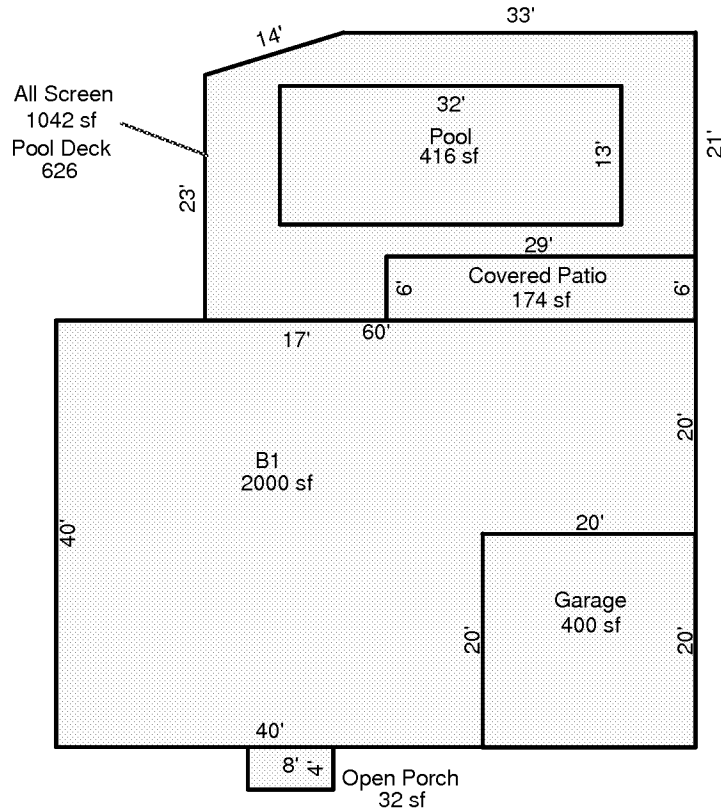 33'
14'
All Screen
1042 sf
Pool Deck
626
32'
Pool
416 sf
13'
21'
23'
29'
6'
Covered Patio
174 sf
6'
17'
60'
20'
B1
2000 sf
40'
20'
Garage
400 sf
20'
20'
40'
8'
4'
Open Porch
32 sf